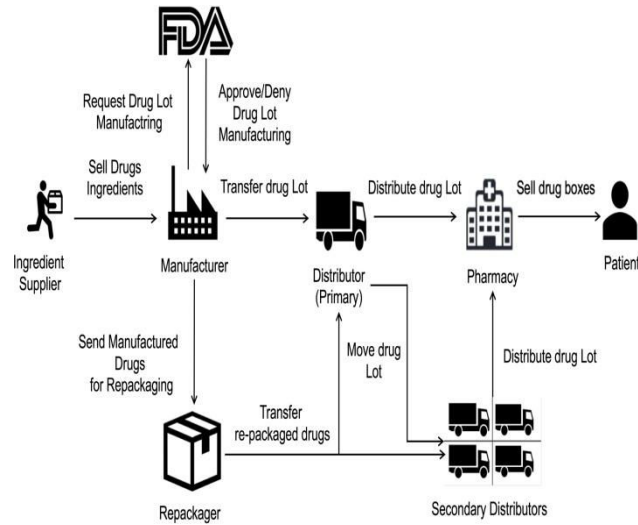 FDA
Request Drug Lot
Manufactring
Approve/Deny
Drug Lot
Manufacturing
Sell Drugs
Ingredients
Transfer drug Lot
Distribute drug Lot
Sell drug boxes
Ingredient
Supplier
Manufacturer
Distributor
(Primary)
Pharmacy
Patient
Send Manufactured
Drugs
for Repackaging
Move drug
Lot
Distribute drug Lot
Transfer
re-packaged drugs
Repackager
Secondary Distributors